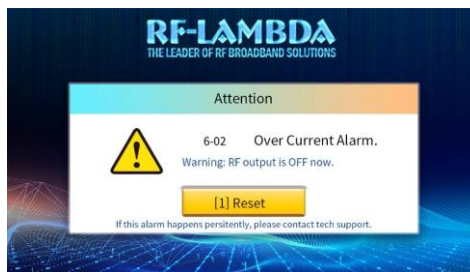 RF-LAMBDA
THE LEADER OF RF BROADBAND SOLUTIONS
Attention
6-02 Over Current Alarm.
Warning: RF output is OFF now.
[1] Reset
If this alarm happens persitently, please contact tech support.